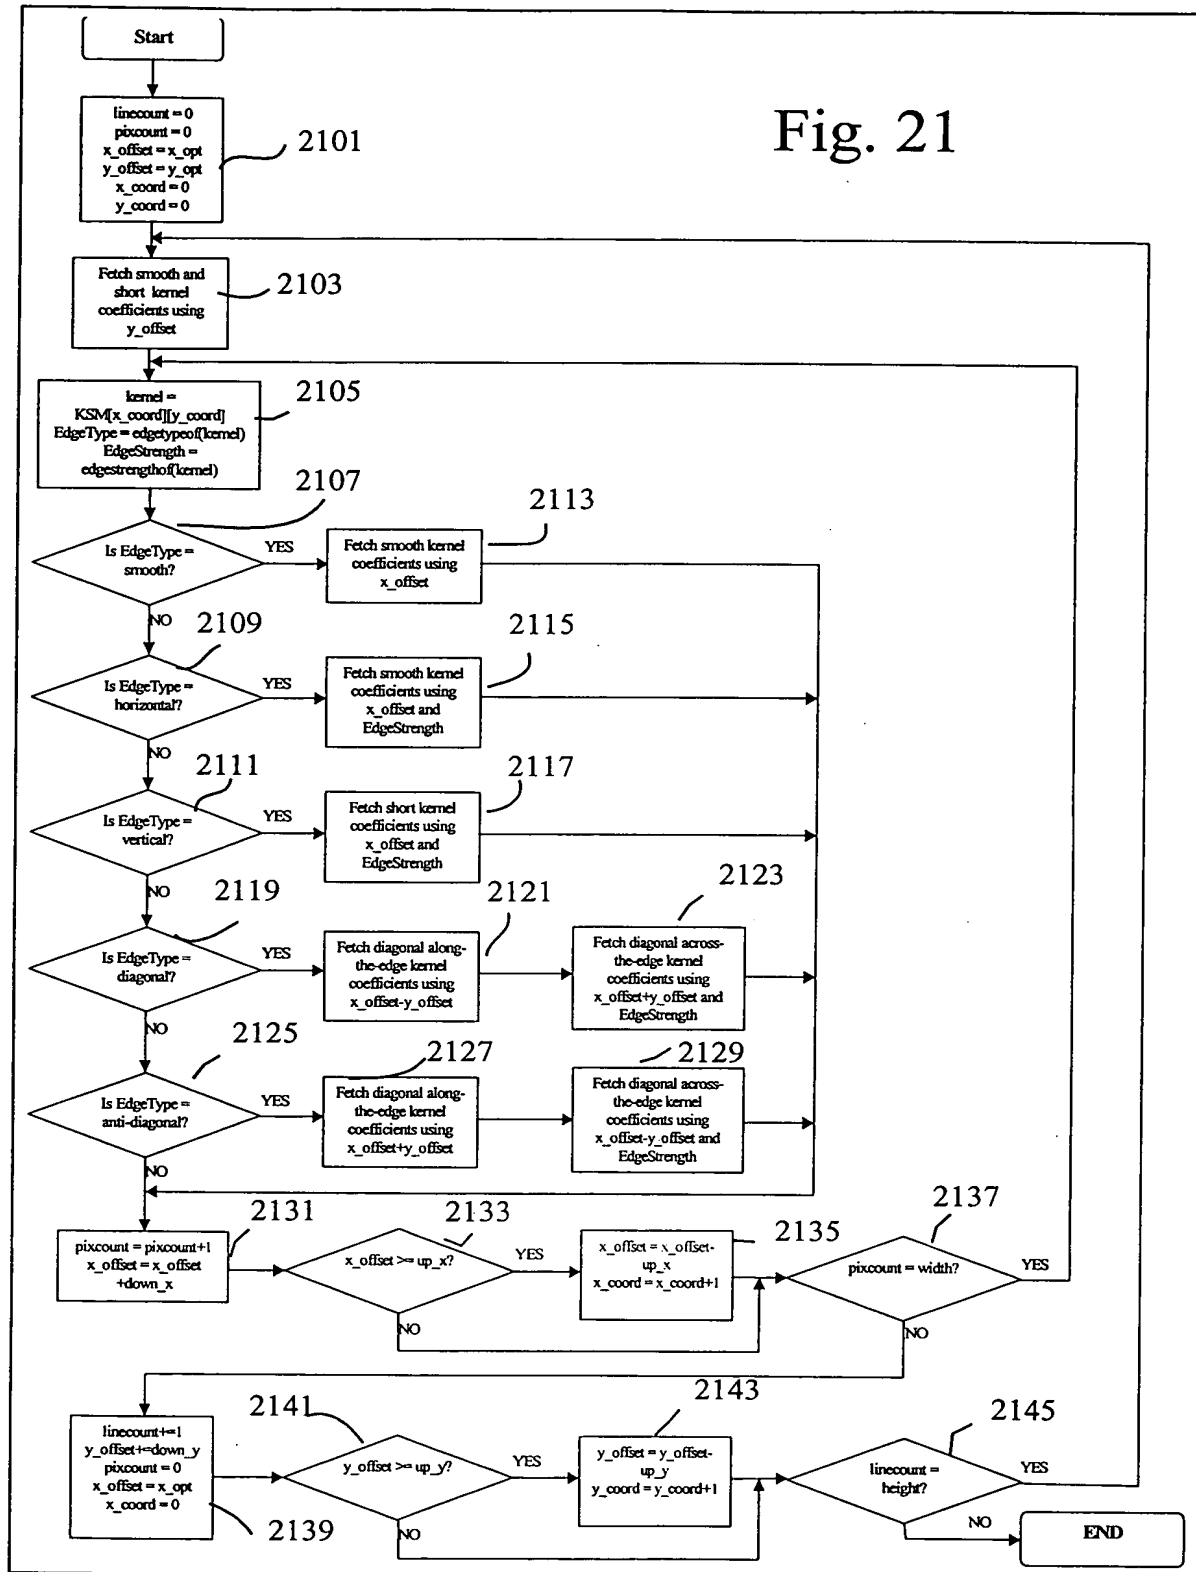 Start
Fig. 21
linecount = 0
pixcount = 0
x_offset = x_opt
y_offset = y_opt
x_coord = 0
y_coord = 0
2101
Fetch smooth and
short kernel
coefficients using
y_offset
2103
kernel =
KSM[x_coord][y_coord]
EdgeType = edgetypeof(kernel)
EdgeStrength =
edgestrengthof(kernel)
2105
2107
Is EdgeType =
smooth?
YES
NO
Fetch smooth kernel
coefficients using
x_offset
2113
2109
Is EdgeType =
horizontal?
YES
NO
Fetch smooth kernel
coefficients using
x_offset and
EdgeStrength
2115
2111
Is EdgeType =
vertical?
YES
NO
Fetch short kernel
coefficients using
x_offset and
EdgeStrength
2117
2119
Is EdgeType =
diagonal?
YES
NO
Fetch diagonal along-
the-edge kernel
coefficients using
x_offset-y_offset
2121
Fetch diagonal across-
the-edge kernel
coefficients using
x_offset+y_offset and
EdgeStrength
2123
2125
Is EdgeType =
anti-diagonal?
YES
NO
Fetch diagonal along-
the-edge kernel
coefficients using
x_offset+y_offset
2127
Fetch diagonal across-
the-edge kernel
coefficients using
x_offset-y_offset and
EdgeStrength
2129
pixcount = pixcount+1
x_offset = x_offset
+down_x
2131
x_offset >= up_x?
2133
YES
NO
x_offset = x_offset-
up_x
x_coord = x_coord+1
2135
pixcount = width?
2137
YES
NO
linecount+=1
y_offset+=down_y
pixcount = 0
x_offset = x_opt
x_coord = 0
2139
2141
y_offset >= up_y?
YES
NO
y_offset = y_offset-
up_y
y_coord = y_coord+1
2143
linecount =
height?
2145
YES
NO
END